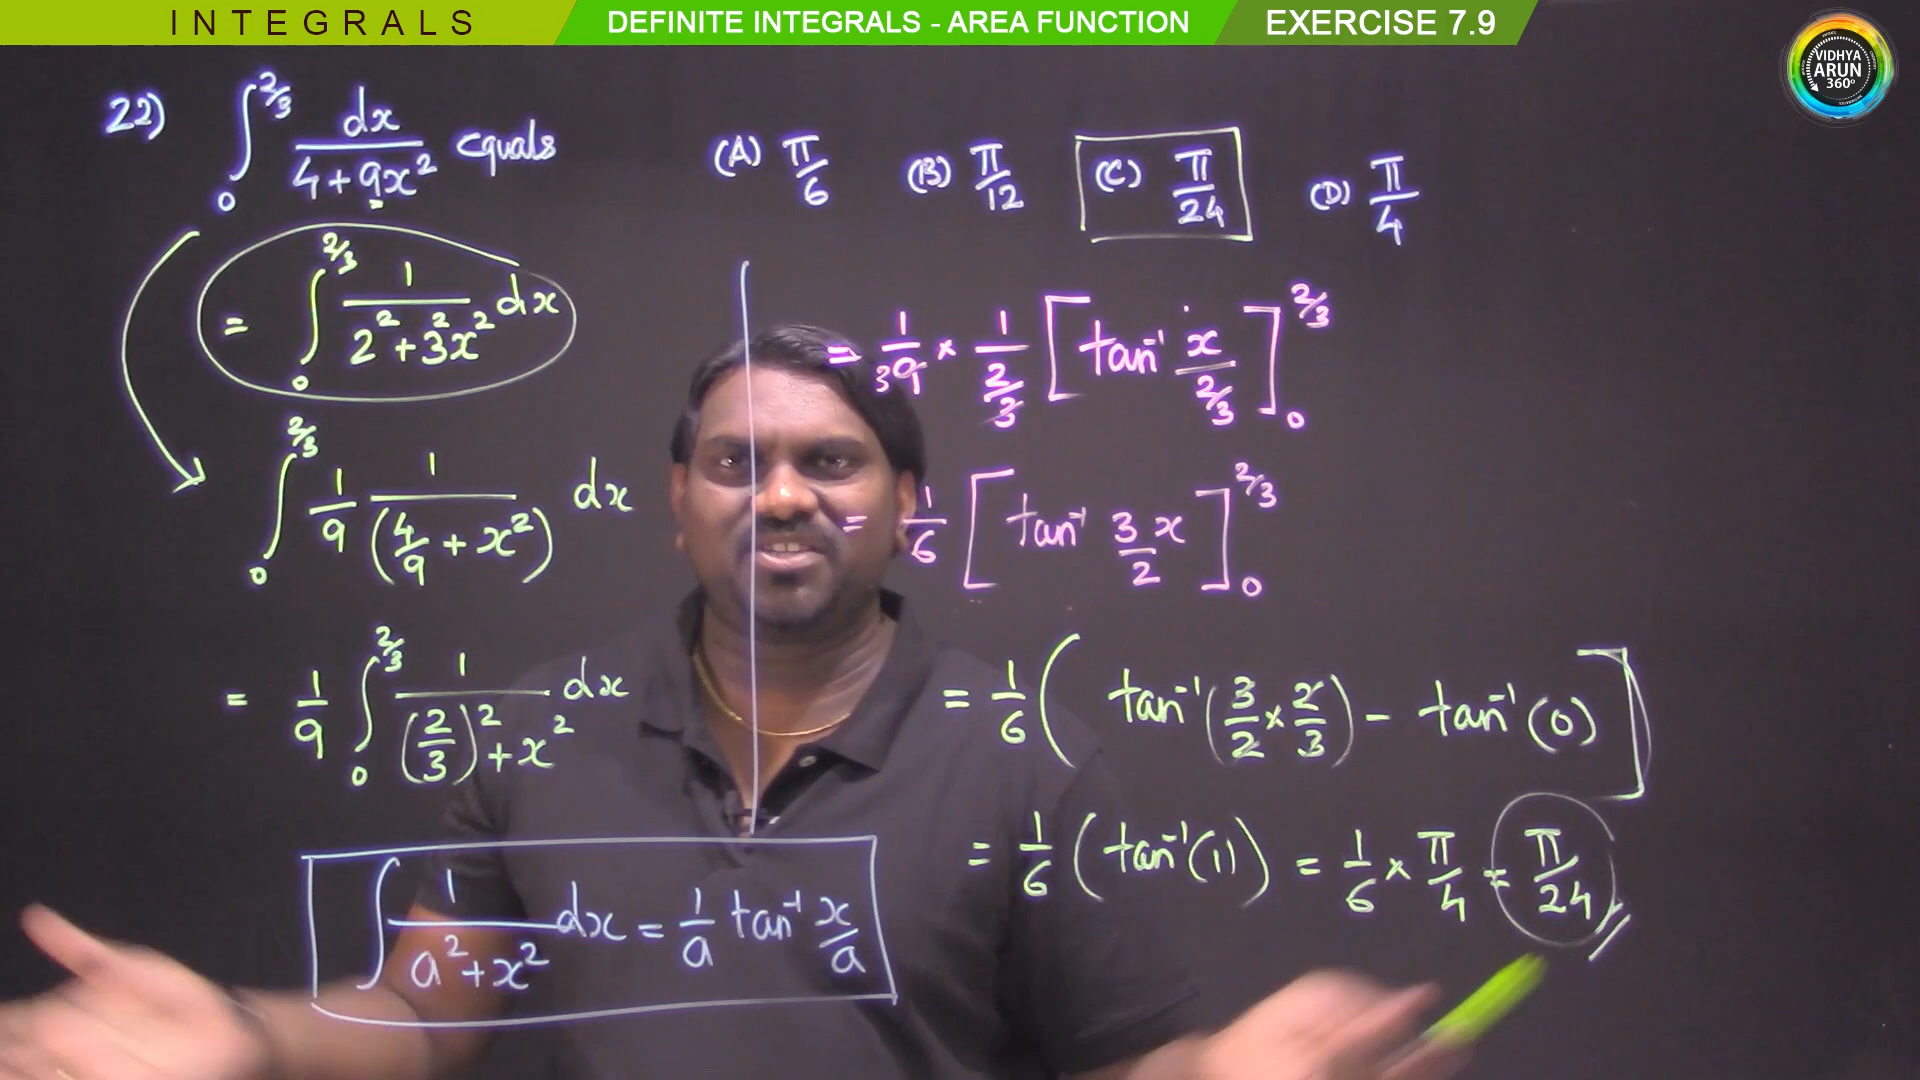 INTEGRALS
DEFINITE INTEGRALS - AREA FUNCTION
EXERCISE 7.9
VIDHYA
ARUN
360°
22) ∫₀^{2/3} dx/(4+9x²) equals (A) π/6 (B) π/12 (C) π/24 (D) π/4
= ∫₀^{2/3} 1/(2²+3²x²) dx
∫₀^{2/3} 1/9 1/(4/9 + x²) dx
= 1/9 ∫₀^{2/3} 1/((2/3)²+x²) dx
∫ 1/(a²+x²) dx = 1/a tan⁻¹ x/a
= 1/9 × 1/(2/3) [tan⁻¹ x/(2/3)]₀^{2/3}
= 1/6 [tan⁻¹ 3x/2]₀^{2/3}
= 1/6 (tan⁻¹(3/2 × 2/3) - tan⁻¹(0)]
= 1/6 (tan⁻¹(1)) = 1/6 × π/4 = π/24